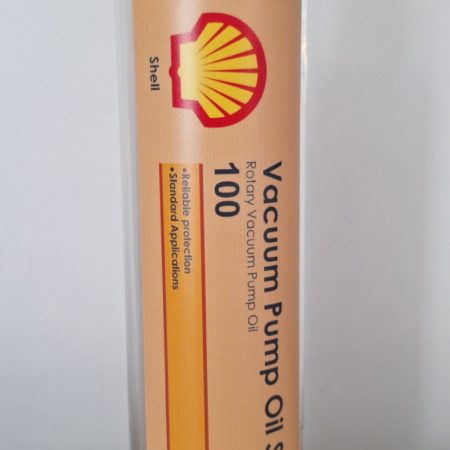 Shell
Vacuum Pump Oil S
Rotary Vacuum Pump Oil
100
•Reliable protection
•Standard Applications